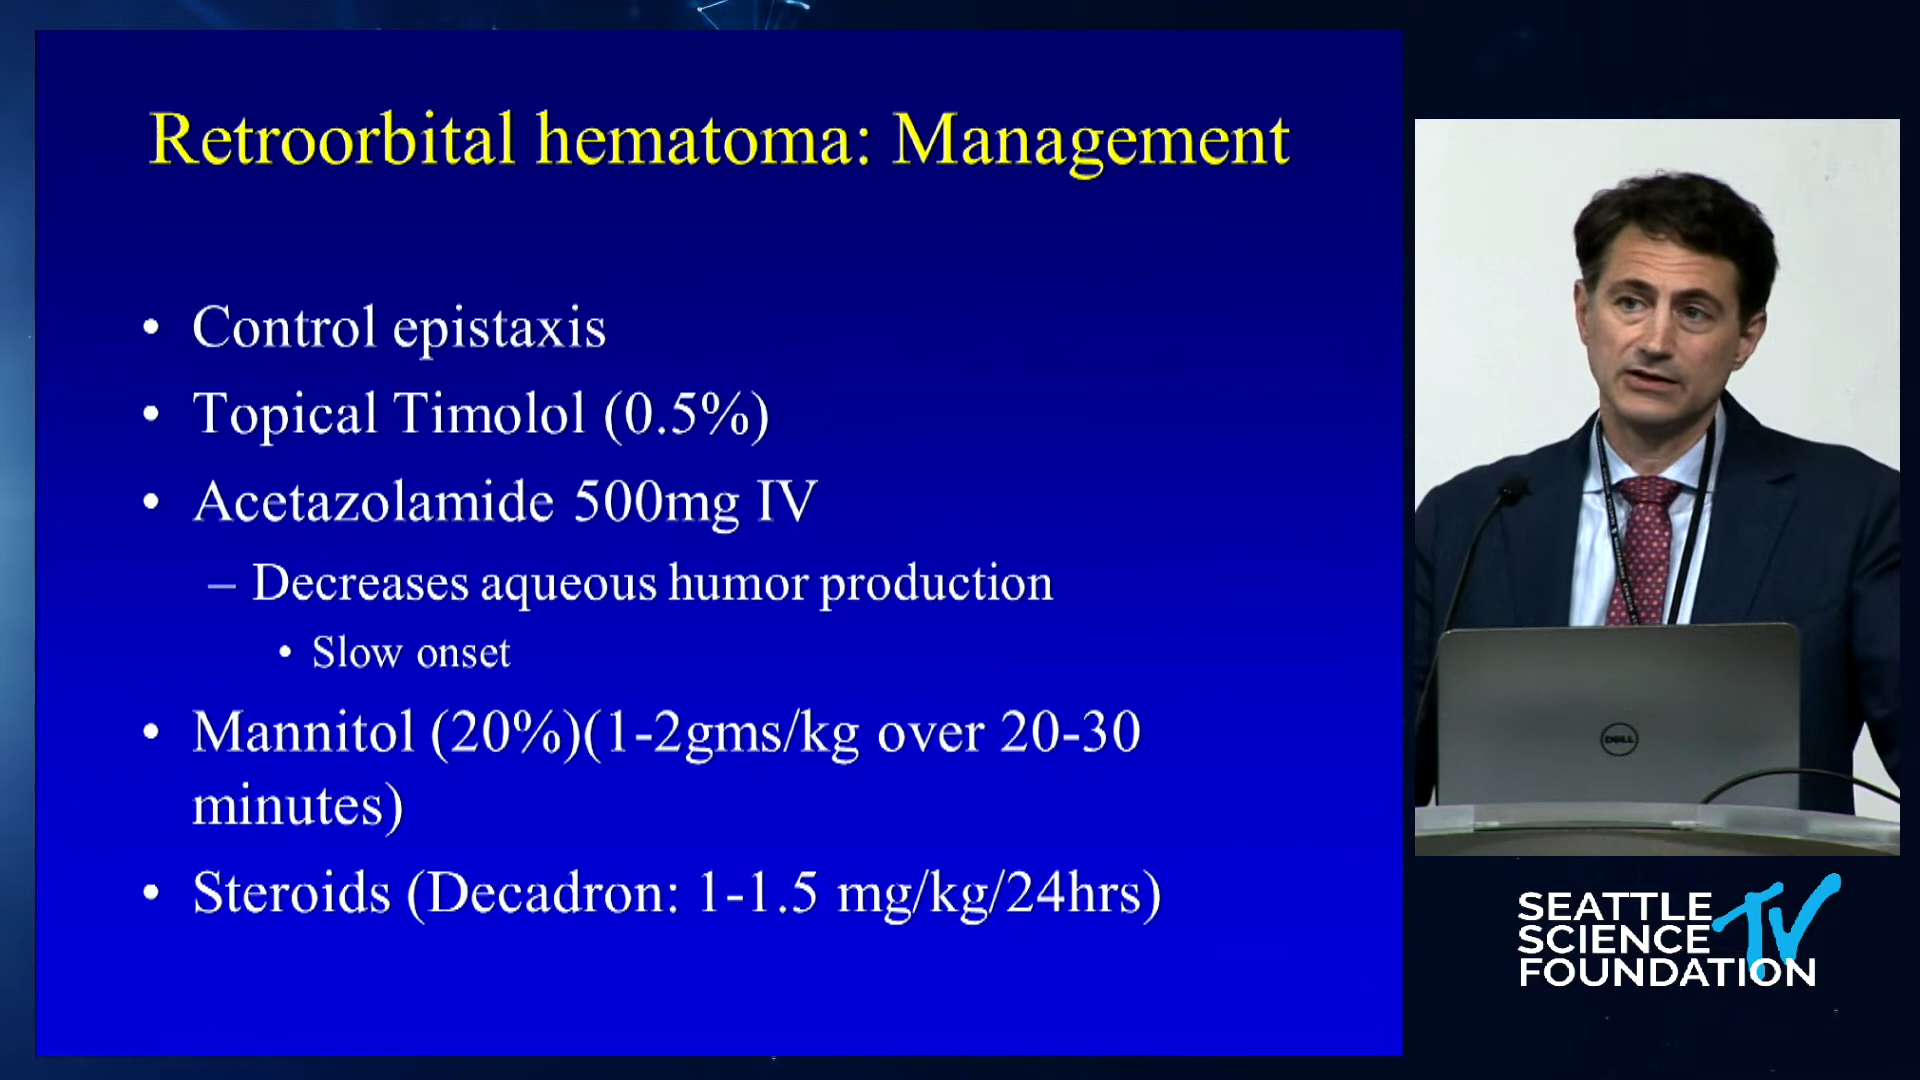 Retroorbital hematoma: Management
• Control epistaxis
• Topical Timolol (0.5%)
• Acetazolamide 500mg IV
– Decreases aqueous humor production
• Slow onset
• Mannitol (20%)(1-2gms/kg over 20-30
minutes)
• Steroids (Decadron: 1-1.5 mg/kg/24hrs)
DELL
SEATTLE
SCIENCE
FOUNDATION
TV